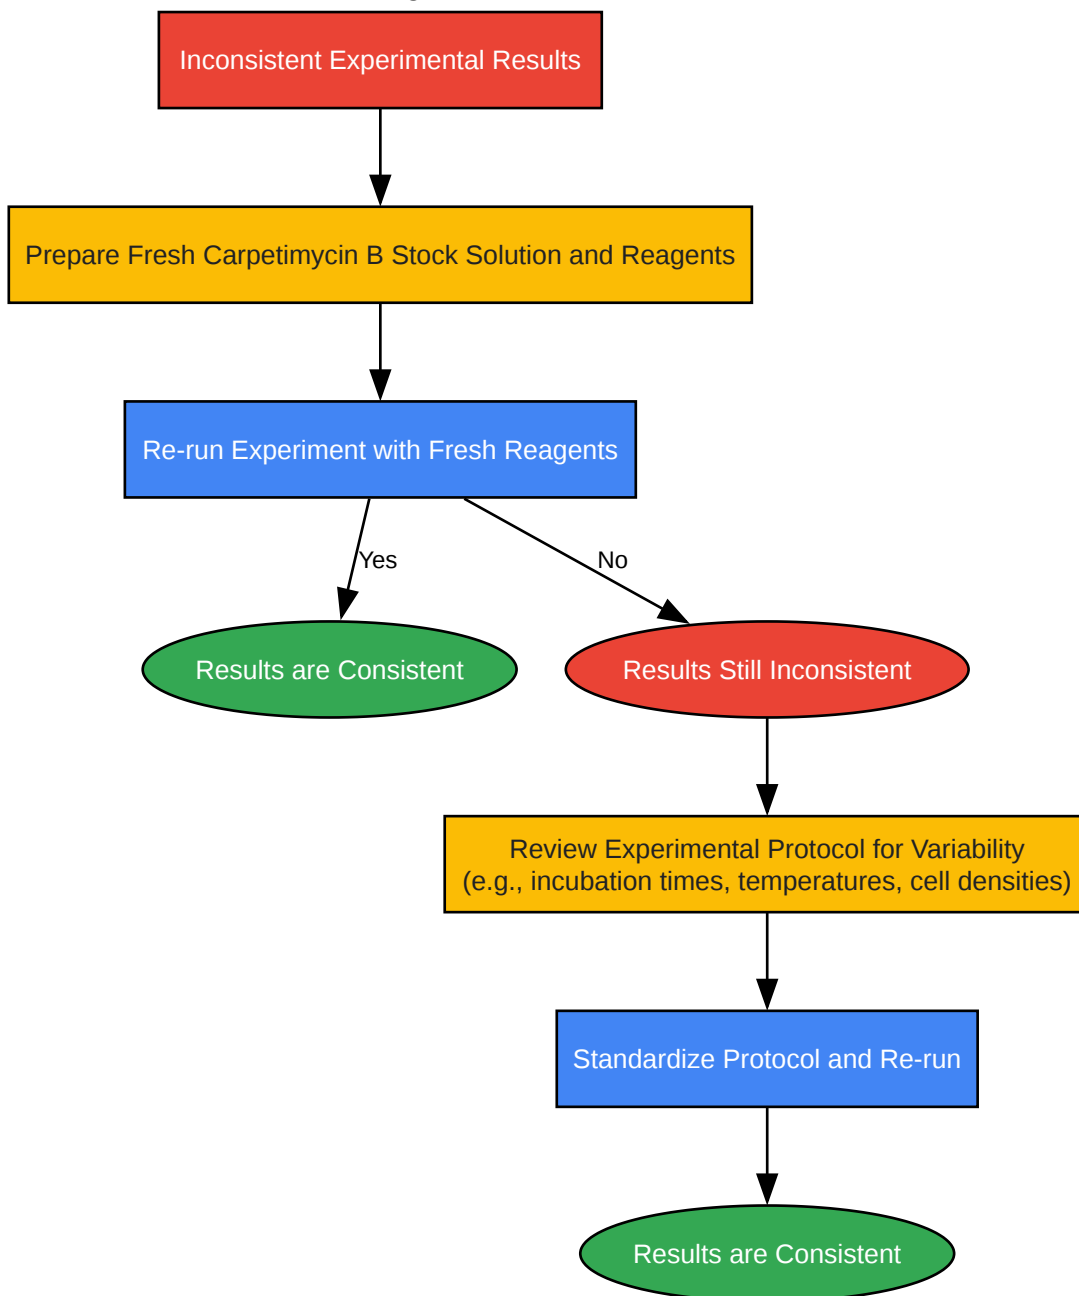 Inconsistent Experimental Results
Prepare Fresh Carpetimycin B Stock Solution and Reagents
Re-run Experiment with Fresh Reagents
Yes
No
Results are Consistent
Results Still Inconsistent
Review Experimental Protocol for Variability
(e.g., incubation times, temperatures, cell densities)
Standardize Protocol and Re-run
Results are Consistent